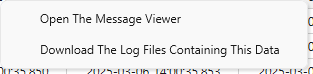 Open The Message Viewer
Download The Log Files Containing This Data